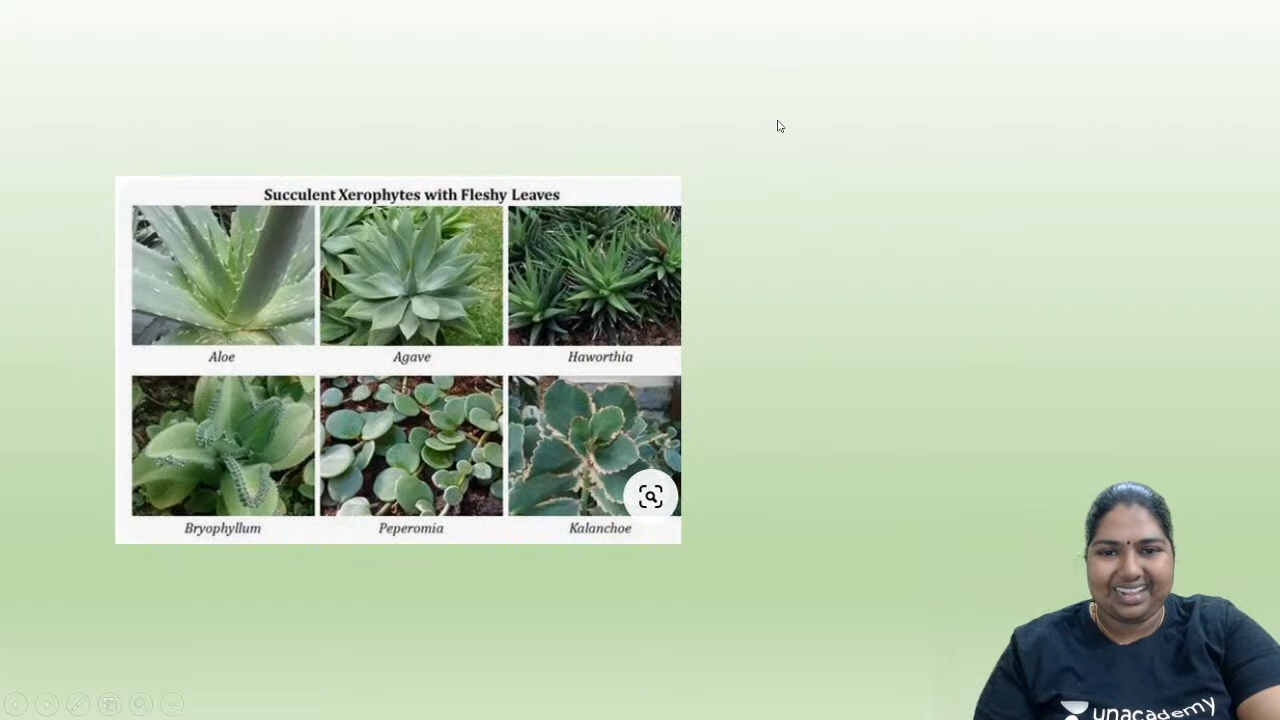 Succulent Xerophytes with Fleshy Leaves
Aloe
Agave
Haworthia
Bryophyllum
Peperomia
Kalanchoe
unacademy